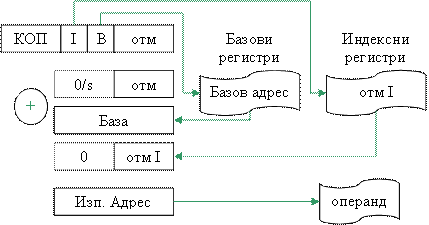 Базови регистри
Индексни регистри
КОП I B отм
0/s отм
Базов адрес
отм I
+
База
0 отм I
Изп. Адрес
операнд